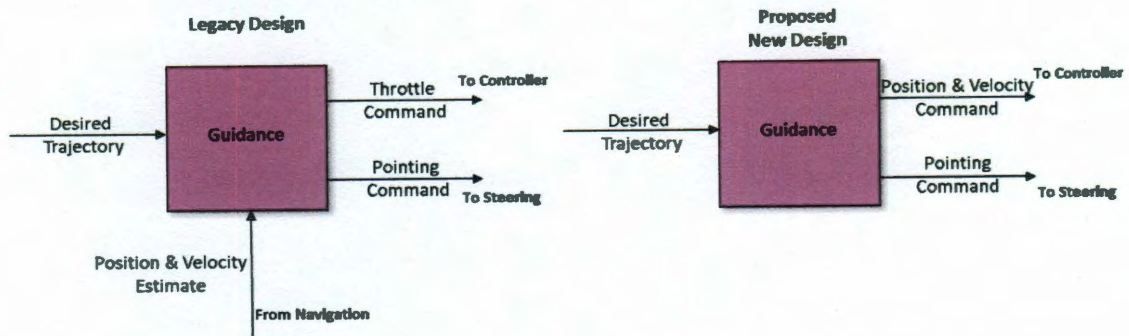 Legacy Design
To Controller
Throttle
Command
Desired
Trajectory
Guidance
Pointing
Command
To Steering
Position & Velocity
Estimate
From Navigation
Proposed
New Design
To Controller
Position & Velocity
Command
Desired
Trajectory
Guidance
Pointing
Command
To Steering